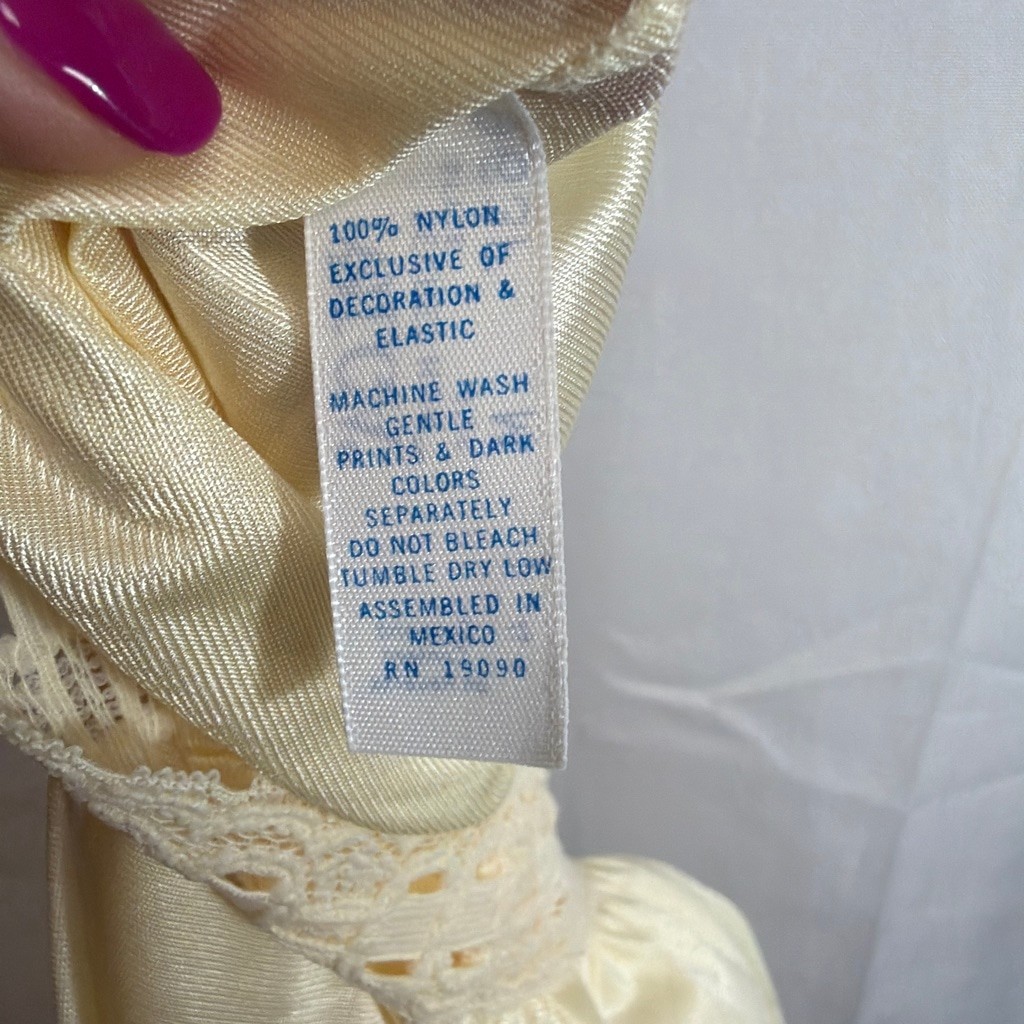 100% NYLON
EXCLUSIVE OF
DECORATION &
ELASTIC
MACHINE WASH
GENTLE
PRINTS & DARK
COLORS
SEPARATELY
DO NOT BLEACH
TUMBLE DRY LOW
ASSEMBLED IN
MEXICO
RN 19090